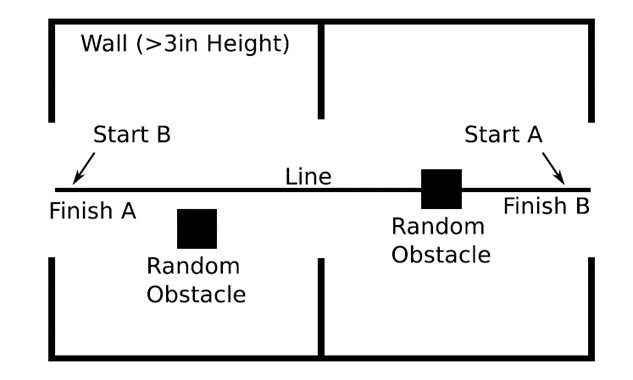 Wall (>3in Height)
Start B
Start A
Line
Finish A
Finish B
Random
Obstacle
Random
Obstacle